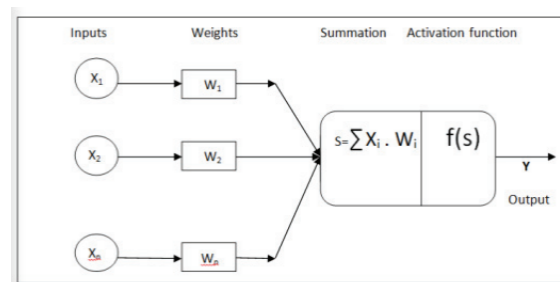 Inputs Weights Summation Activation function
X₁ W₁
X₂ W₂ S=∑Xᵢ . Wᵢ f(s)
Y
Output
Xₙ Wₙ